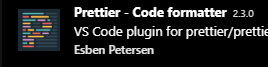 Prettier - Code formatter 2.3.0
VS Code plugin for prettier/prettie
Esben Petersen